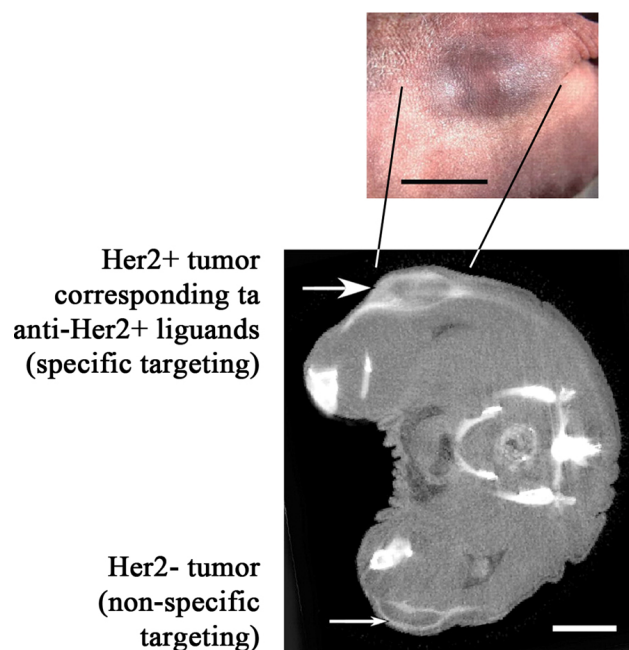 Her2+ tumor
corresponding ta
anti-Her2+ liguands
(specific targeting)
Her2- tumor
(non-specific
targeting)